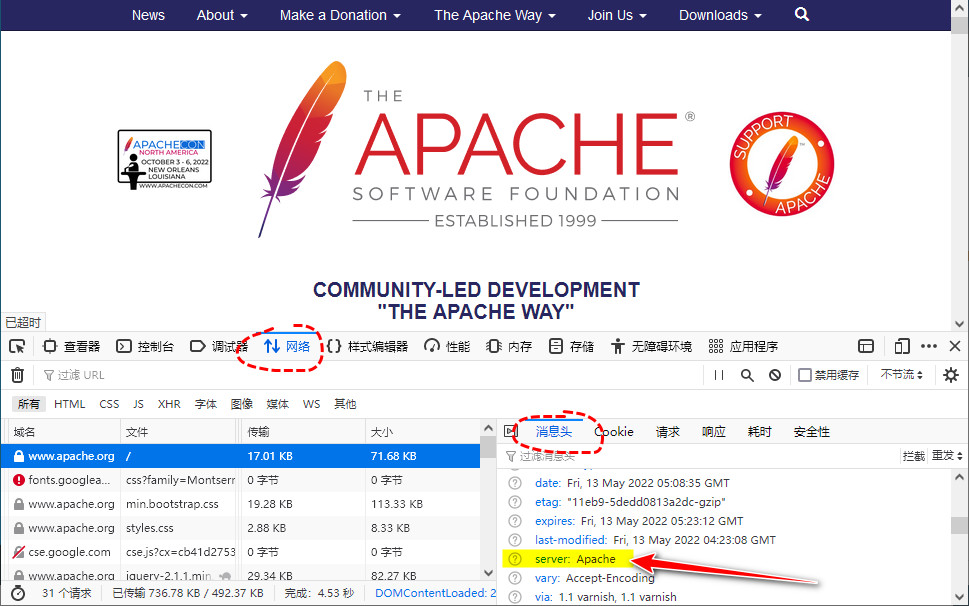 News About Make a Donation The Apache Way Join Us Downloads
APACHECON
NORTH AMERICA
OCTOBER 3 - 6, 2022
NEW ORLEANS
LOUISIANA
WWW.APACHECON.COM
THE
APACHE®
SOFTWARE FOUNDATION
ESTABLISHED 1999
SUPPORT
APACHE
COMMUNITY-LED DEVELOPMENT
"THE APACHE WAY"
已超时
查看器 控制台 调试器 网络 样式编辑器 性能 内存 存储 无障碍环境 应用程序
过滤 URL 禁用缓存 不节流
所有 HTML CSS JS XHR 字体 图像 媒体 WS 其他
域名 文件 传输 大小
www.apache.org / 17.01 KB 71.68 KB
fonts.googlea... css?family=Montserr 0 字节 0 字节
www.apache.org min.bootstrap.css 19.28 KB 113.33 KB
www.apache.org styles.css 2.88 KB 8.33 KB
cse.google.com cse.js?cx=cb41d2753 0 字节 0 字节
www.apache.org jquery-2.1.1.min. 29.34 KB 82.27 KB
31 个请求 已传输 736.78 KB / 492.37 KB 完成：4.53 秒 DOMContentLoaded: 2
消息头 Cookie 请求 响应 耗时 安全性
过滤消息头 拦截 重发
date: Fri, 13 May 2022 05:08:35 GMT
etag: "11eb9-5dedd0813a2dc-gzip"
expires: Fri, 13 May 2022 05:23:12 GMT
last-modified: Fri, 13 May 2022 04:23:08 GMT
server: Apache
vary: Accept-Encoding
via: 1.1 varnish, 1.1 varnish